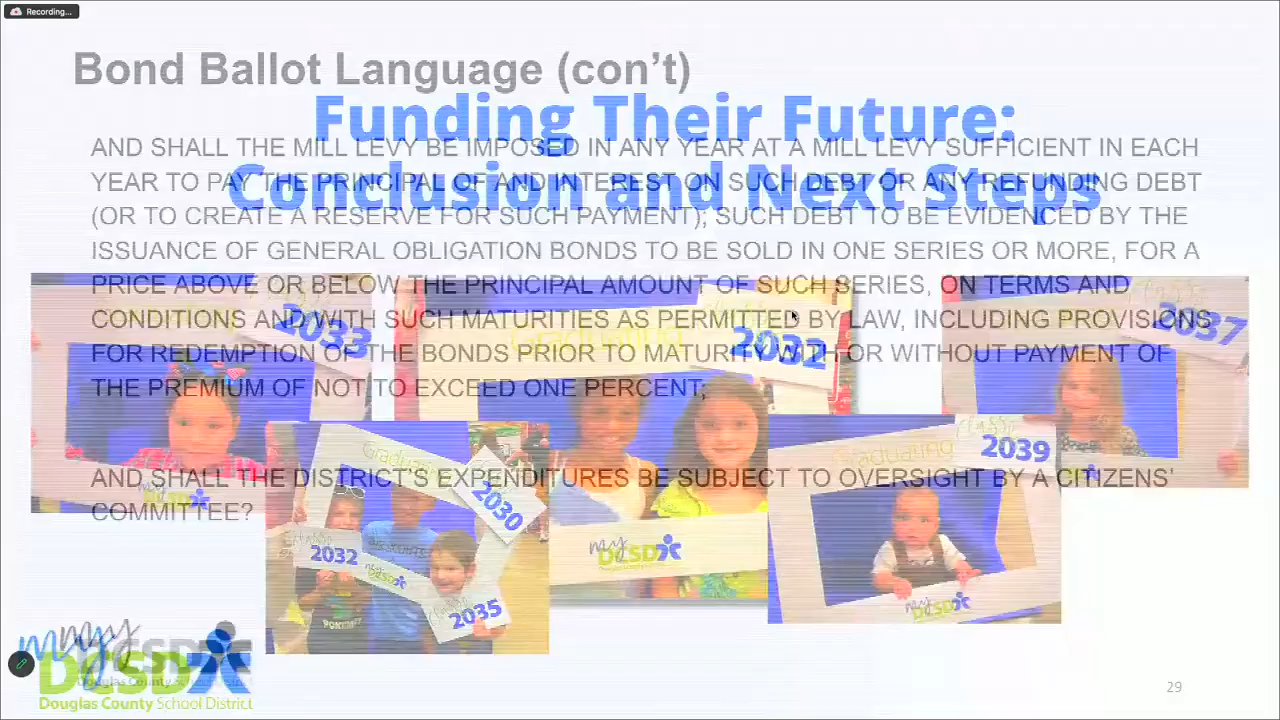 Recording...
Bond Ballot Language (con't)
Funding Their Future:
Conclusion and Next Steps
AND SHALL THE MILL LEVY BE IMPOSED IN ANY YEAR AT A MILL LEVY SUFFICIENT IN EACH
YEAR TO PAY THE PRINCIPAL OF AND INTEREST ON SUCH DEBT OR ANY REFUNDING DEBT
(OR TO CREATE A RESERVE FOR SUCH PAYMENT); SUCH DEBT TO BE EVIDENCED BY THE
ISSUANCE OF GENERAL OBLIGATION BONDS TO BE SOLD IN ONE SERIES OR MORE, FOR A
PRICE ABOVE OR BELOW THE PRINCIPAL AMOUNT OF SUCH SERIES, ON TERMS AND
CONDITIONS AND WITH SUCH MATURITIES AS PERMITTED BY LAW, INCLUDING PROVISIONS
FOR REDEMPTION OF THE BONDS PRIOR TO MATURITY WITH OR WITHOUT PAYMENT OF
THE PREMIUM OF NOT TO EXCEED ONE PERCENT;
AND SHALL THE DISTRICT'S EXPENDITURES BE SUBJECT TO OVERSIGHT BY A CITIZENS'
COMMITTEE?
2033
Graduating
2032
2037
Graduating
2030
2032
my DCSD
2035
my DCSD
Graduating
2039
my DCSD
my DCSD
Douglas County School District
29